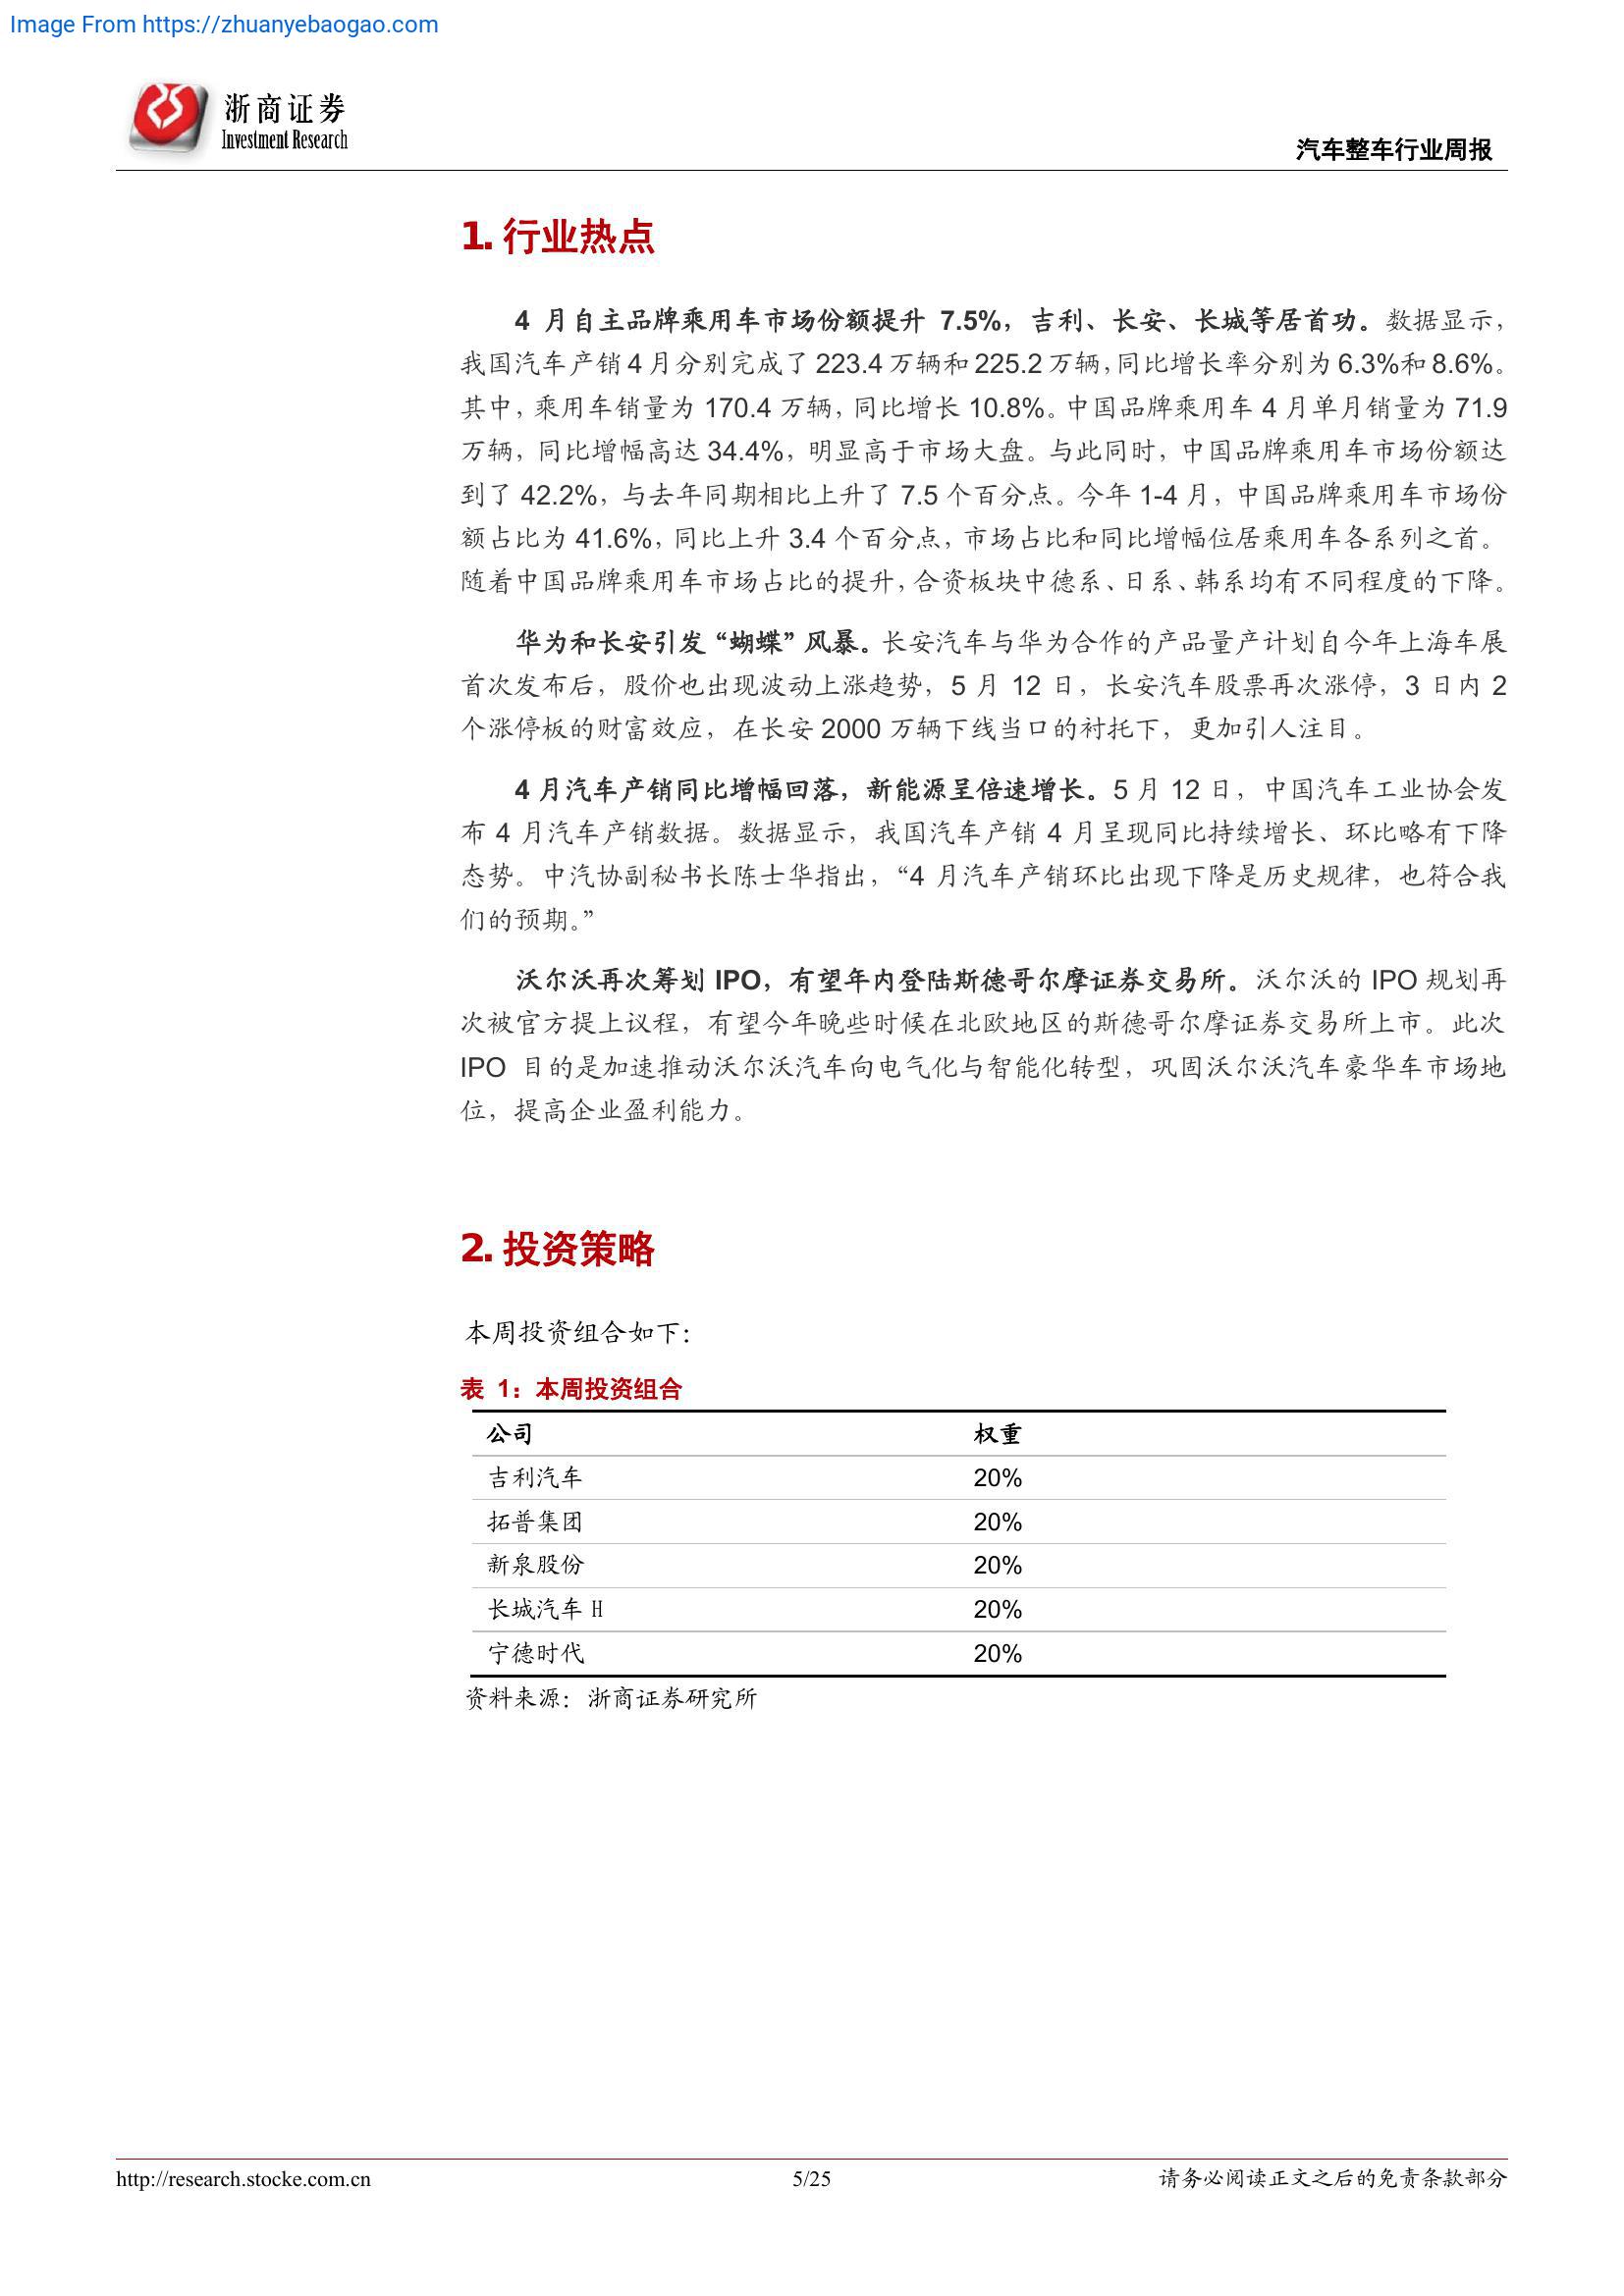 Image From https://zhuanyebaogao.com
浙商证券
Investment Research
汽车整车行业周报
1. 行业热点
4 月自主品牌乘用车市场份额提升 7.5%，吉利、长安、长城等居首功。数据显示，
我国汽车产销 4 月分别完成了 223.4 万辆和 225.2 万辆，同比增长率分别为 6.3%和 8.6%。
其中，乘用车销量为 170.4 万辆，同比增长 10.8%。中国品牌乘用车 4 月单月销量为 71.9
万辆，同比增幅高达 34.4%，明显高于市场大盘。与此同时，中国品牌乘用车市场份额达
到了 42.2%，与去年同期相比上升了 7.5 个百分点。今年 1-4 月，中国品牌乘用车市场份
额占比为 41.6%，同比上升 3.4 个百分点，市场占比和同比增幅位居乘用车各系列之首。
随着中国品牌乘用车市场占比的提升，合资板块中德系、日系、韩系均有不同程度的下降。
华为和长安引发“蝴蝶”风暴。长安汽车与华为合作的产品量产计划自今年上海车展
首次发布后，股价也出现波动上涨趋势，5 月 12 日，长安汽车股票再次涨停，3 日内 2
个涨停板的财富效应，在长安 2000 万辆下线当口的衬托下，更加引人注目。
4 月汽车产销同比增幅回落，新能源呈倍速增长。5 月 12 日，中国汽车工业协会发
布 4 月汽车产销数据。数据显示，我国汽车产销 4 月呈现同比持续增长、环比略有下降
态势。中汽协副秘书长陈士华指出，“4 月汽车产销环比出现下降是历史规律，也符合我
们的预期。”
沃尔沃再次筹划 IPO，有望年内登陆斯德哥尔摩证券交易所。沃尔沃的 IPO 规划再
次被官方提上议程，有望今年晚些时候在北欧地区的斯德哥尔摩证券交易所上市。此次
IPO 目的是加速推动沃尔沃汽车向电气化与智能化转型，巩固沃尔沃汽车豪华车市场地
位，提高企业盈利能力。
2. 投资策略
本周投资组合如下：
表 1：本周投资组合
公司 权重
吉利汽车 20%
拓普集团 20%
新泉股份 20%
长城汽车 H 20%
宁德时代 20%
资料来源：浙商证券研究所
http://research.stocke.com.cn 5/25 请务必阅读正文之后的免责条款部分